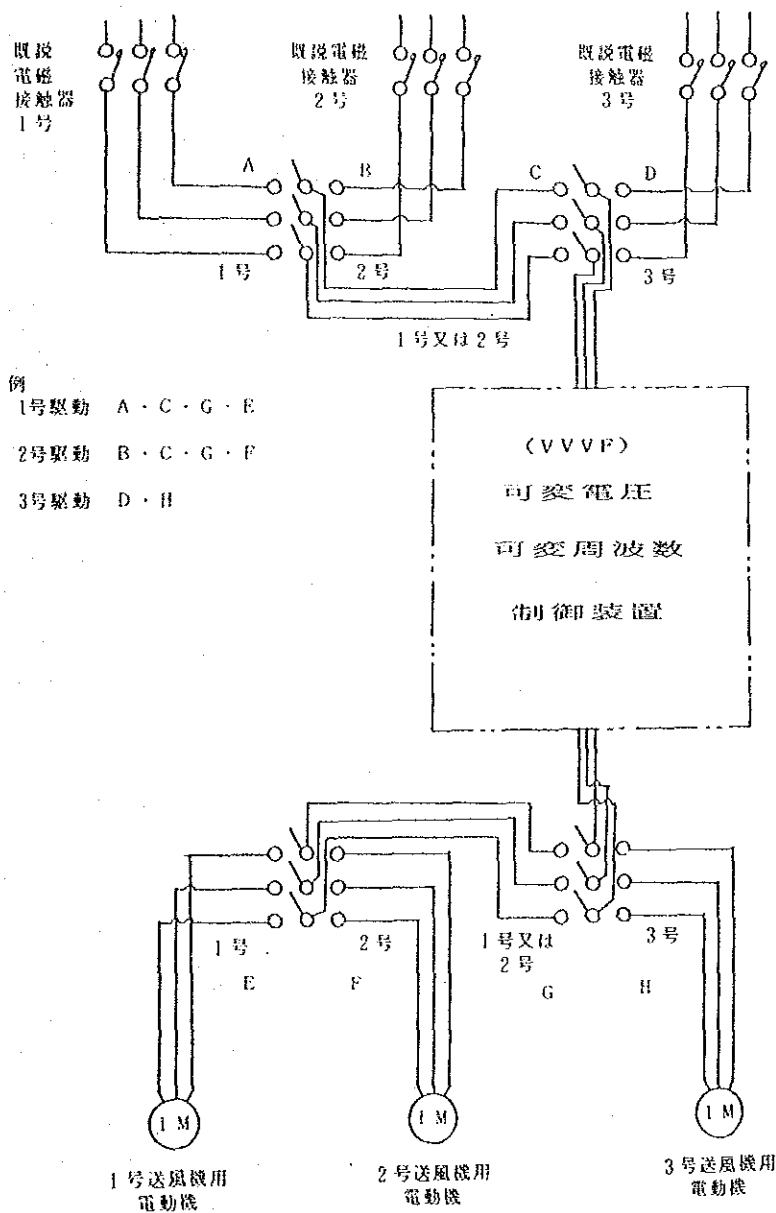 既説
電磁
接触器
1号
既説電磁
接触器
2号
既説電磁
接触器
3号
A
B
C
D
1号
2号
3号
1号又は2号
例
1号駆動 A・C・G・E
2号駆動 B・C・G・F
3号駆動 D・H
(VVVF)
可変電圧
可変周波数
制御装置
1号
2号
1号又は
2号
3号
E
F
G
H
1M
1M
1M
1号送風機用
電動機
2号送風機用
電動機
3号送風機用
電動機